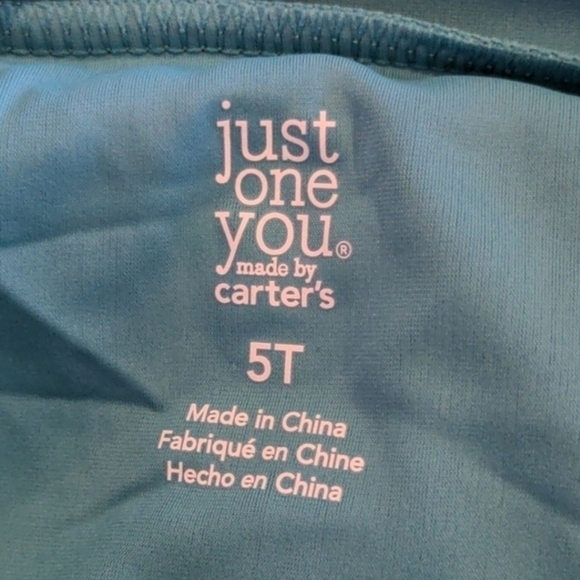 just
one
you®
made by
carter's
5T
Made in China
Fabriqué en Chine
Hecho en China